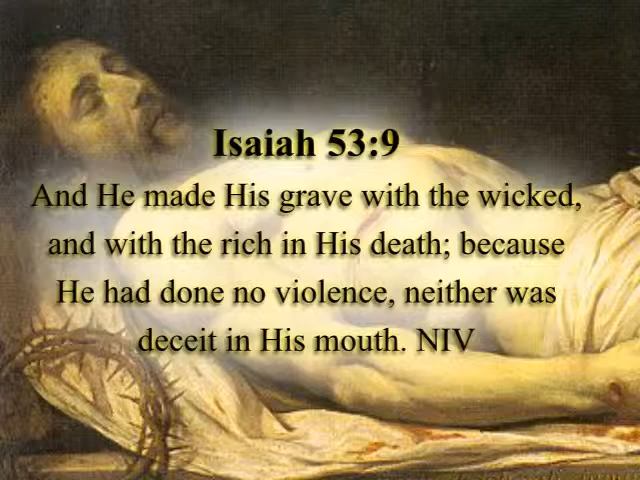 Isaiah 53:9
And He made His grave with the wicked,
and with the rich in His death; because
He had done no violence, neither was
deceit in His mouth. NIV